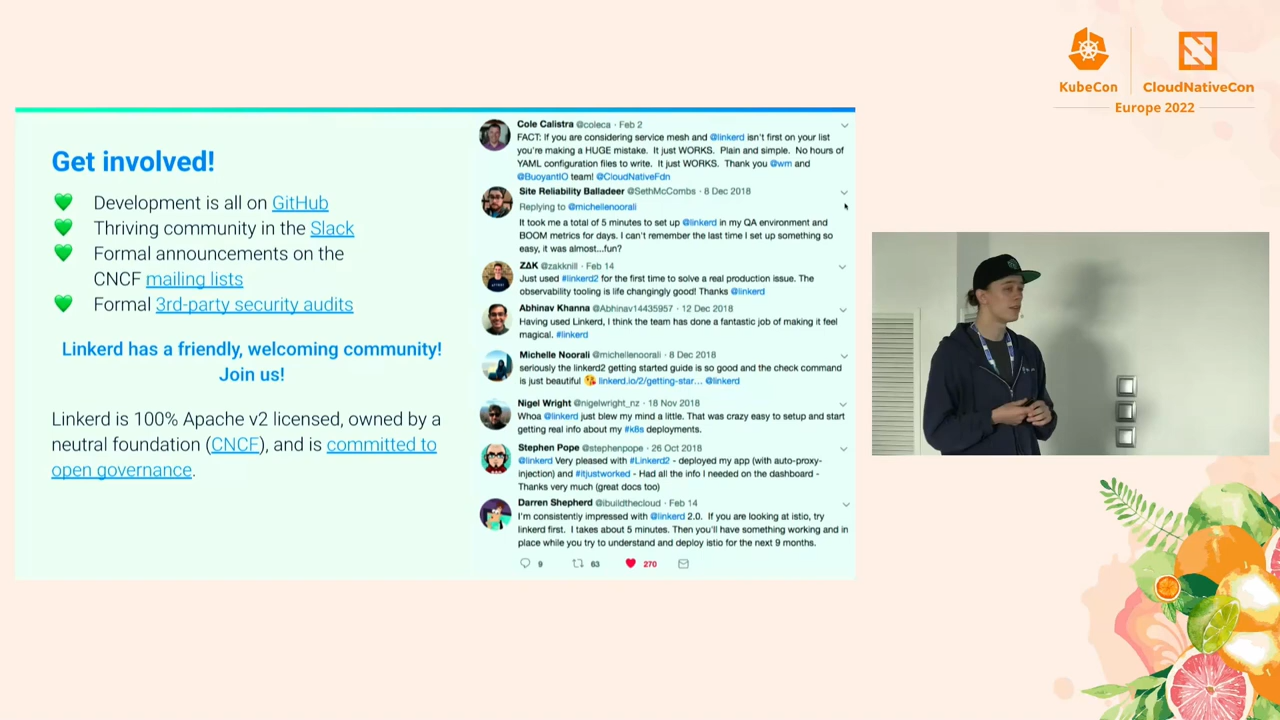 KubeCon
CloudNativeCon
Europe 2022
Get involved!
Development is all on GitHub
Thriving community in the Slack
Formal announcements on the
CNCF mailing lists
Formal 3rd-party security audits
Linkerd has a friendly, welcoming community!
Join us!
Linkerd is 100% Apache v2 licensed, owned by a
neutral foundation (CNCF), and is committed to
open governance.
Cole Calistra @coleca · Feb 2
FACT: If you are considering service mesh and @linkerd isn't first on your list
you're making a HUGE mistake. It just WORKS. Plain and simple. No hours of
YAML configuration files to write. It just WORKS. Thank you @wm and
@BuoyantIO team! @CloudNativeFdn
Site Reliability Balladeer @SethMcCombs · 8 Dec 2018
Replying to @michellenoorali
It took me a total of 5 minutes to set up @linkerd in my QA environment and
BOOM metrics for days. I can't remember the last time I set up something so
easy, it was almost...fun?
ZΔK @zakknill · Feb 14
Just used #linkerd2 for the first time to solve a real production issue. The
observability tooling is life changingly good! Thanks @linkerd
Abhinav Khanna @Abhinav14435957 · 12 Dec 2018
Having used Linkerd, I think the team has done a fantastic job of making it feel
magical. #linkerd
Michelle Noorali @michellenoorali · 8 Dec 2018
seriously the linkerd2 getting started guide is so good and the check command
is just beautiful 😘 linkerd.io/2/getting-star… @linkerd
Nigel Wright @nigelwright_nz · 18 Nov 2018
Whoa @linkerd just blew my mind a little. That was crazy easy to setup and start
getting real info about my #k8s deployments.
Stephen Pope @stephenpope · 26 Oct 2018
@linkerd Very pleased with #Linkerd2 - deployed my app (with auto-proxy-
injection) and #itjustworked - Had all the info I needed on the dashboard -
Thanks very much (great docs too)
Darren Shepherd @ibuildthecloud · Feb 14
I'm consistently impressed with @linkerd 2.0. If you are looking at istio, try
linkerd first. I takes about 5 minutes. Then you'll have something working and in
place while you try to understand and deploy istio for the next 9 months.
9 63 270